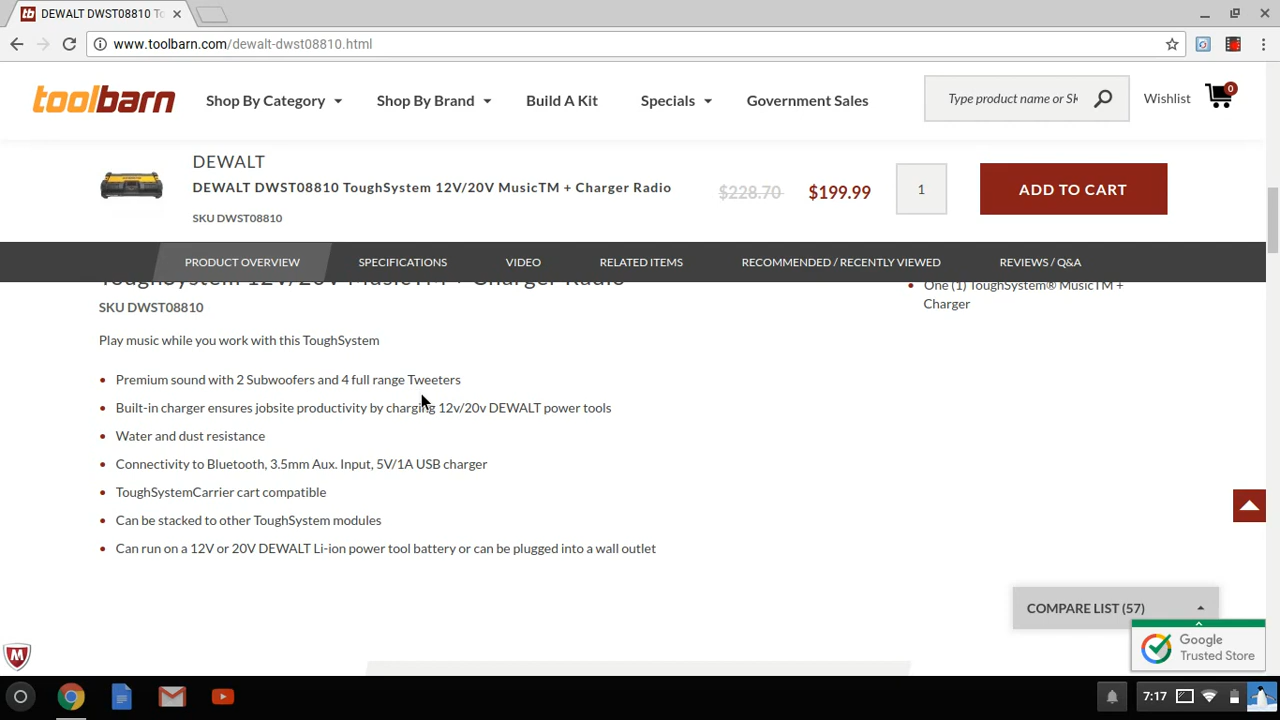 DEWALT DWST08810 To
www.toolbarn.com/dewalt-dwst08810.html
toolbarn
Shop By Category
Shop By Brand
Build A Kit
Specials
Government Sales
Type product name or SK
Wishlist
0
DEWALT
DEWALT DWST08810 ToughSystem 12V/20V MusicTM + Charger Radio
SKU DWST08810
$228.70
$199.99
1
ADD TO CART
PRODUCT OVERVIEW
SPECIFICATIONS
VIDEO
RELATED ITEMS
RECOMMENDED / RECENTLY VIEWED
REVIEWS / Q&A
ToughSystem 12V/20V MusicTM + Charger Radio
SKU DWST08810
Play music while you work with this ToughSystem
• Premium sound with 2 Subwoofers and 4 full range Tweeters
• Built-in charger ensures jobsite productivity by charging 12v/20v DEWALT power tools
• Water and dust resistance
• Connectivity to Bluetooth, 3.5mm Aux. Input, 5V/1A USB charger
• ToughSystemCarrier cart compatible
• Can be stacked to other ToughSystem modules
• Can run on a 12V or 20V DEWALT Li-ion power tool battery or can be plugged into a wall outlet
• One (1) ToughSystem® MusicTM +
Charger
COMPARE LIST (57)
Google
Trusted Store
7:17